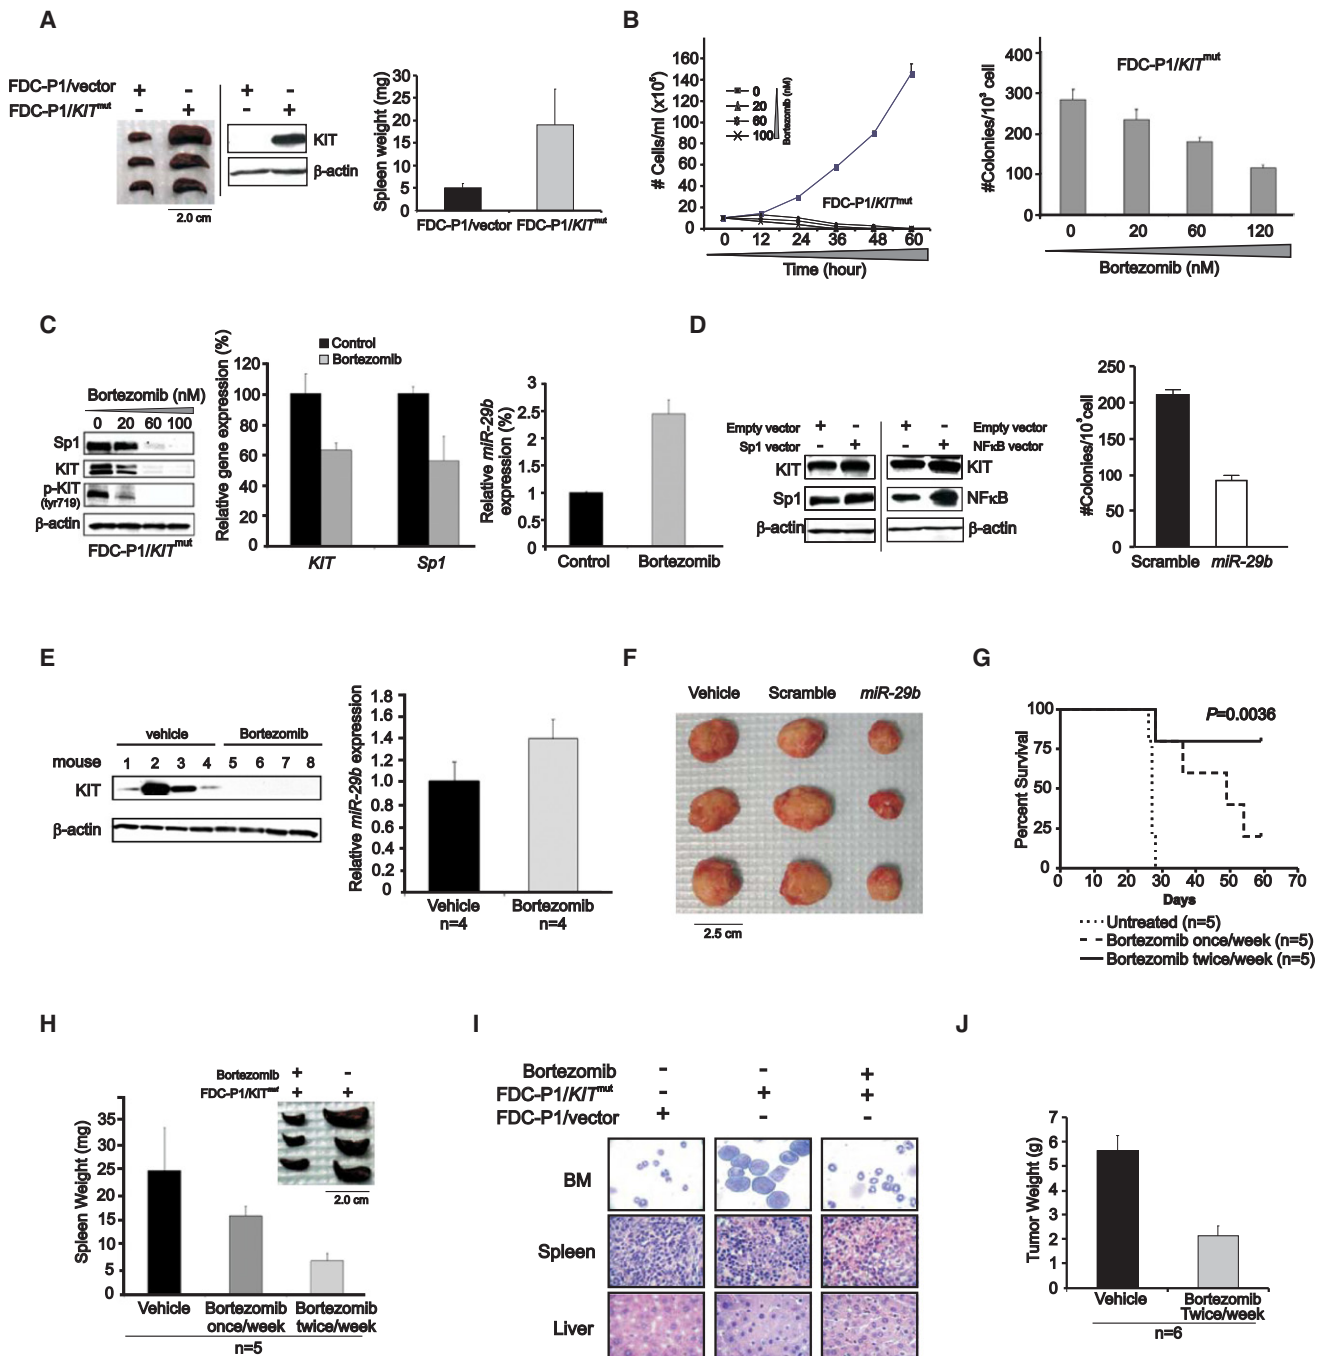 A
FDC-P1/vector + - + -
FDC-P1/KITmut - + - +
KIT
β-actin
2.0 cm
Spleen weight (mg)
30
25
20
15
10
5
0
FDC-P1/vector FDC-P1/KITmut
B
# Cells/ml (x10⁵)
160
140
120
100
80
60
40
20
0
0
20
60
100
Bortezomib (nM)
FDC-P1/KITmut
0 12 24 36 48 60
Time (hour)
#Colonies/10³ cell
400
300
200
100
0
FDC-P1/KITmut
0 20 60 120
Bortezomib (nM)
C
Bortezomib (nM)
0 20 60 100
Sp1
KIT
p-KIT
(tyr719)
β-actin
FDC-P1/KITmut
Relative gene expression (%)
120
100
80
60
40
20
0
Control
Bortezomib
KIT Sp1
Relative miR-29b
expression (%)
3
2.5
2
1.5
1
0.5
0
Control Bortezomib
D
Empty vector + - + - Empty vector
Sp1 vector - + - + NFκB vector
KIT KIT
Sp1 NFκB
β-actin β-actin
#Colonies/10³cell
200
150
100
50
0
Scramble miR-29b
E
vehicle Bortezomib
mouse 1 2 3 4 5 6 7 8
KIT
β-actin
Relative miR-29b expression
1.8
1.6
1.4
1.2
1.0
0.8
0.6
0.4
0.2
0
Vehicle Bortezomib
n=4 n=4
F
Vehicle Scramble miR-29b
2.5 cm
G
Percent Survival
100
75
50
25
0
P=0.0036
0 10 20 30 40 50 60 70
Days
Untreated (n=5)
Bortezomib once/week (n=5)
Bortezomib twice/week (n=5)
H
Bortezomib + -
FDC-P1/KITmut + +
2.0 cm
Spleen Weight (mg)
35
30
25
20
15
10
5
0
Vehicle Bortezomib Bortezomib
once/week twice/week
n=5
I
Bortezomib - - +
FDC-P1/KITmut - + +
FDC-P1/vector + - -
BM
Spleen
Liver
J
Tumor Weight (g)
7
6
5
4
3
2
1
0
Vehicle Bortezomib
Twice/week
n=6